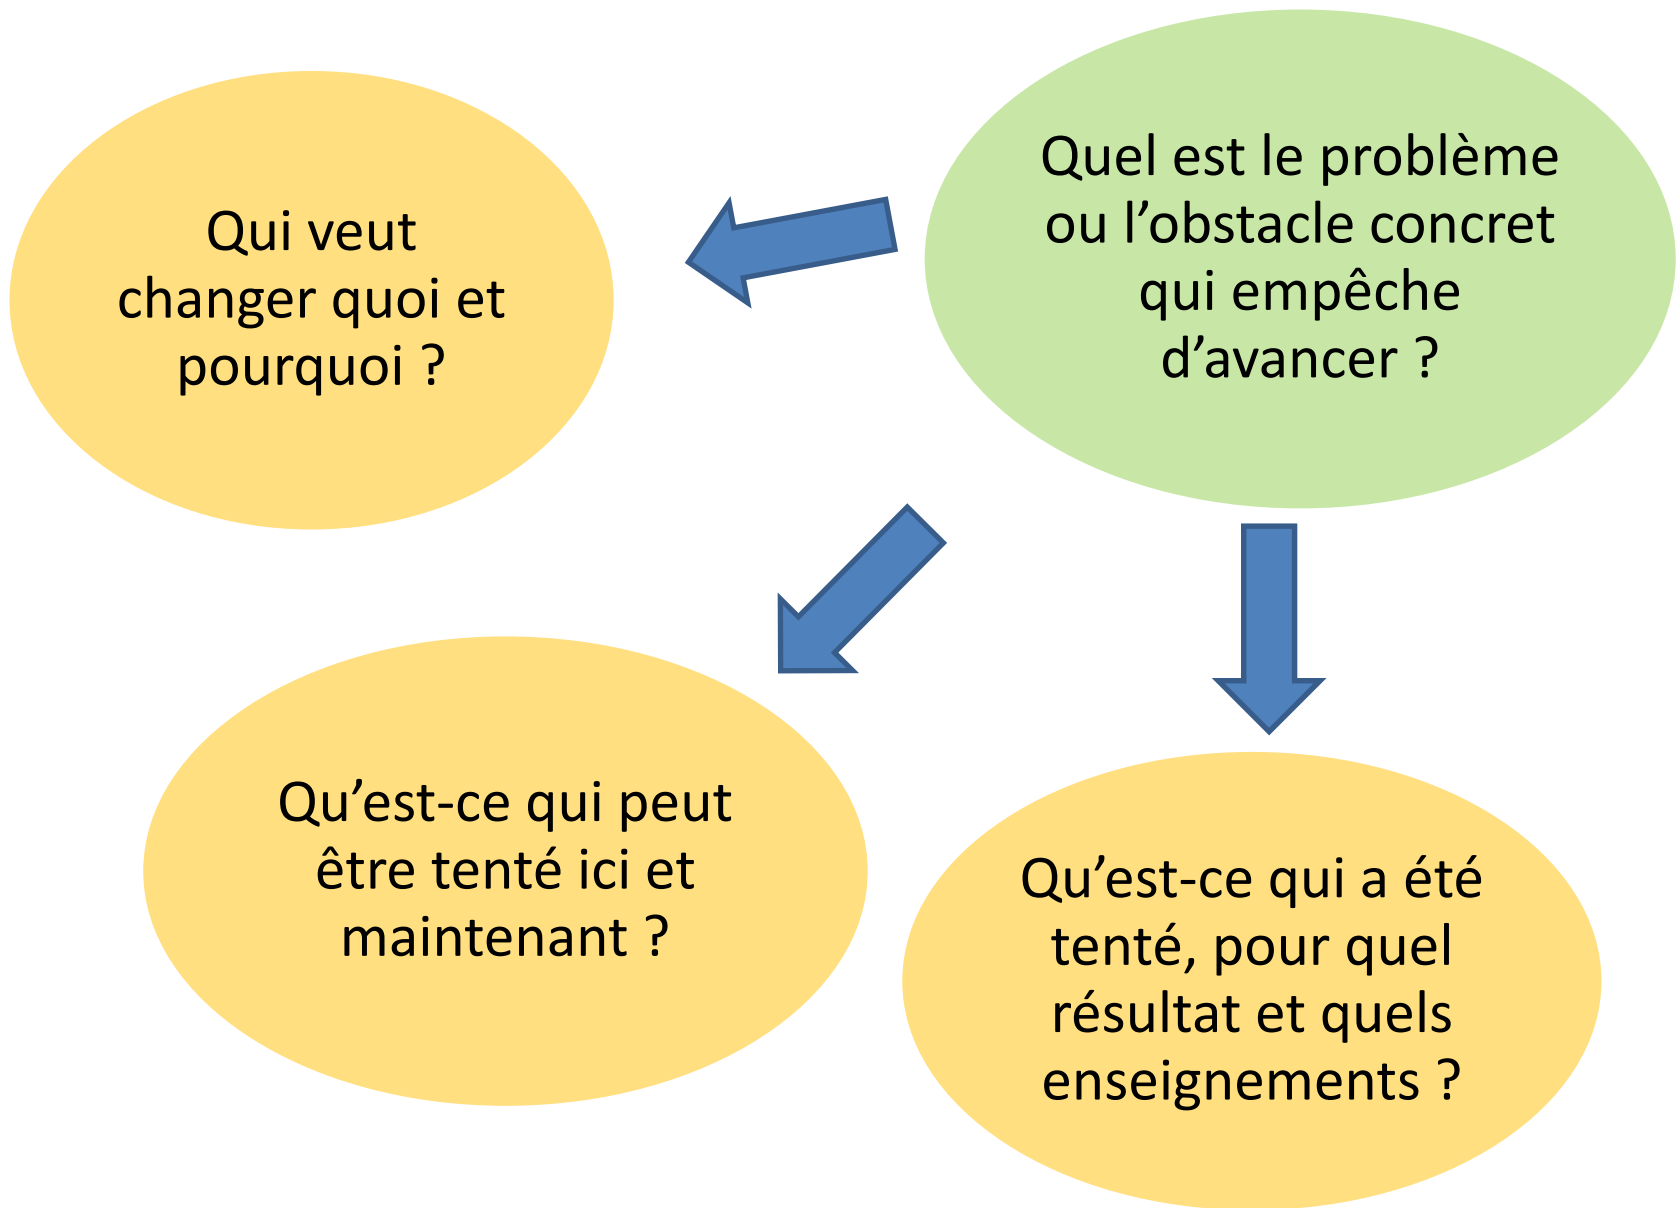 Qui veut
changer quoi et
pourquoi ?
Quel est le problème
ou l’obstacle concret
qui empêche
d’avancer ?
Qu’est-ce qui peut
être tenté ici et
maintenant ?
Qu’est-ce qui a été
tenté, pour quel
résultat et quels
enseignements ?